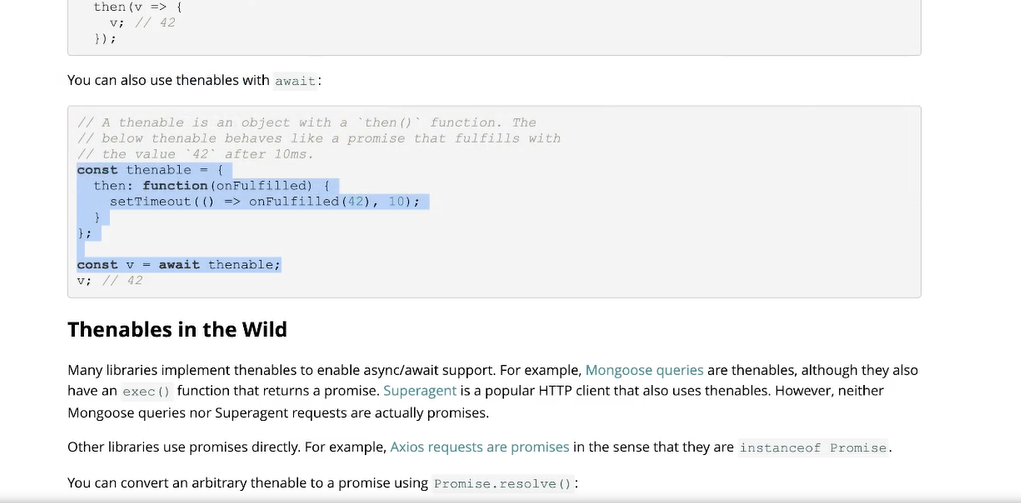 then(v => {
v; // 42
});
You can also use thenables with await:
// A thenable is an object with a `then()` function. The
// below thenable behaves like a promise that fulfills with
// the value `42` after 10ms.
const thenable = {
then: function(onFulfilled) {
setTimeout(() => onFulfilled(42), 10);
}
};
const v = await thenable;
v; // 42
Thenables in the Wild
Many libraries implement thenables to enable async/await support. For example, Mongoose queries are thenables, although they also
have an exec() function that returns a promise. Superagent is a popular HTTP client that also uses thenables. However, neither
Mongoose queries nor Superagent requests are actually promises.
Other libraries use promises directly. For example, Axios requests are promises in the sense that they are instanceof Promise.
You can convert an arbitrary thenable to a promise using Promise.resolve():